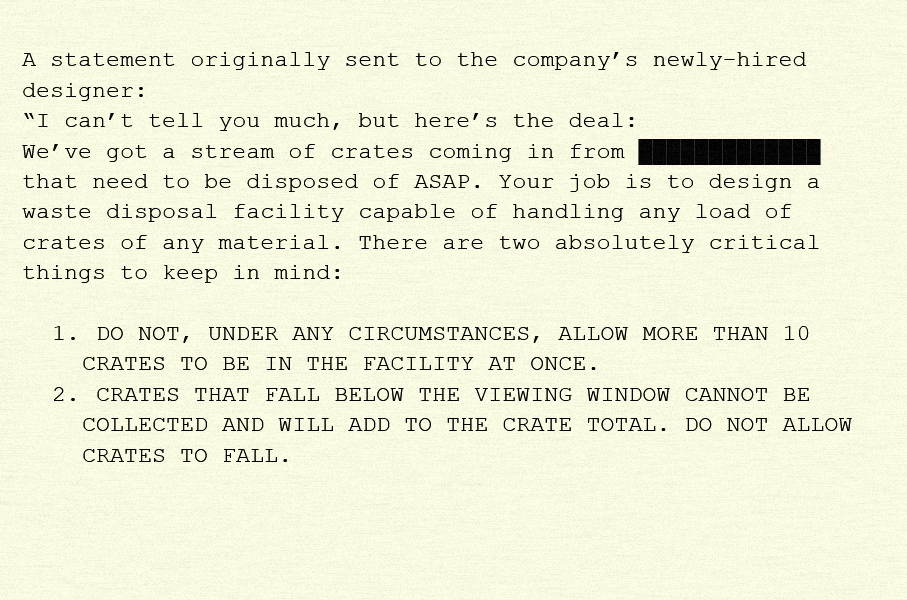 A statement originally sent to the company’s newly-hired
designer:
“I can’t tell you much, but here’s the deal:
We’ve got a stream of crates coming in from
that need to be disposed of ASAP. Your job is to design a
waste disposal facility capable of handling any load of
crates of any material. There are two absolutely critical
things to keep in mind:
1. DO NOT, UNDER ANY CIRCUMSTANCES, ALLOW MORE THAN 10
CRATES TO BE IN THE FACILITY AT ONCE.
2. CRATES THAT FALL BELOW THE VIEWING WINDOW CANNOT BE
COLLECTED AND WILL ADD TO THE CRATE TOTAL. DO NOT ALLOW
CRATES TO FALL.